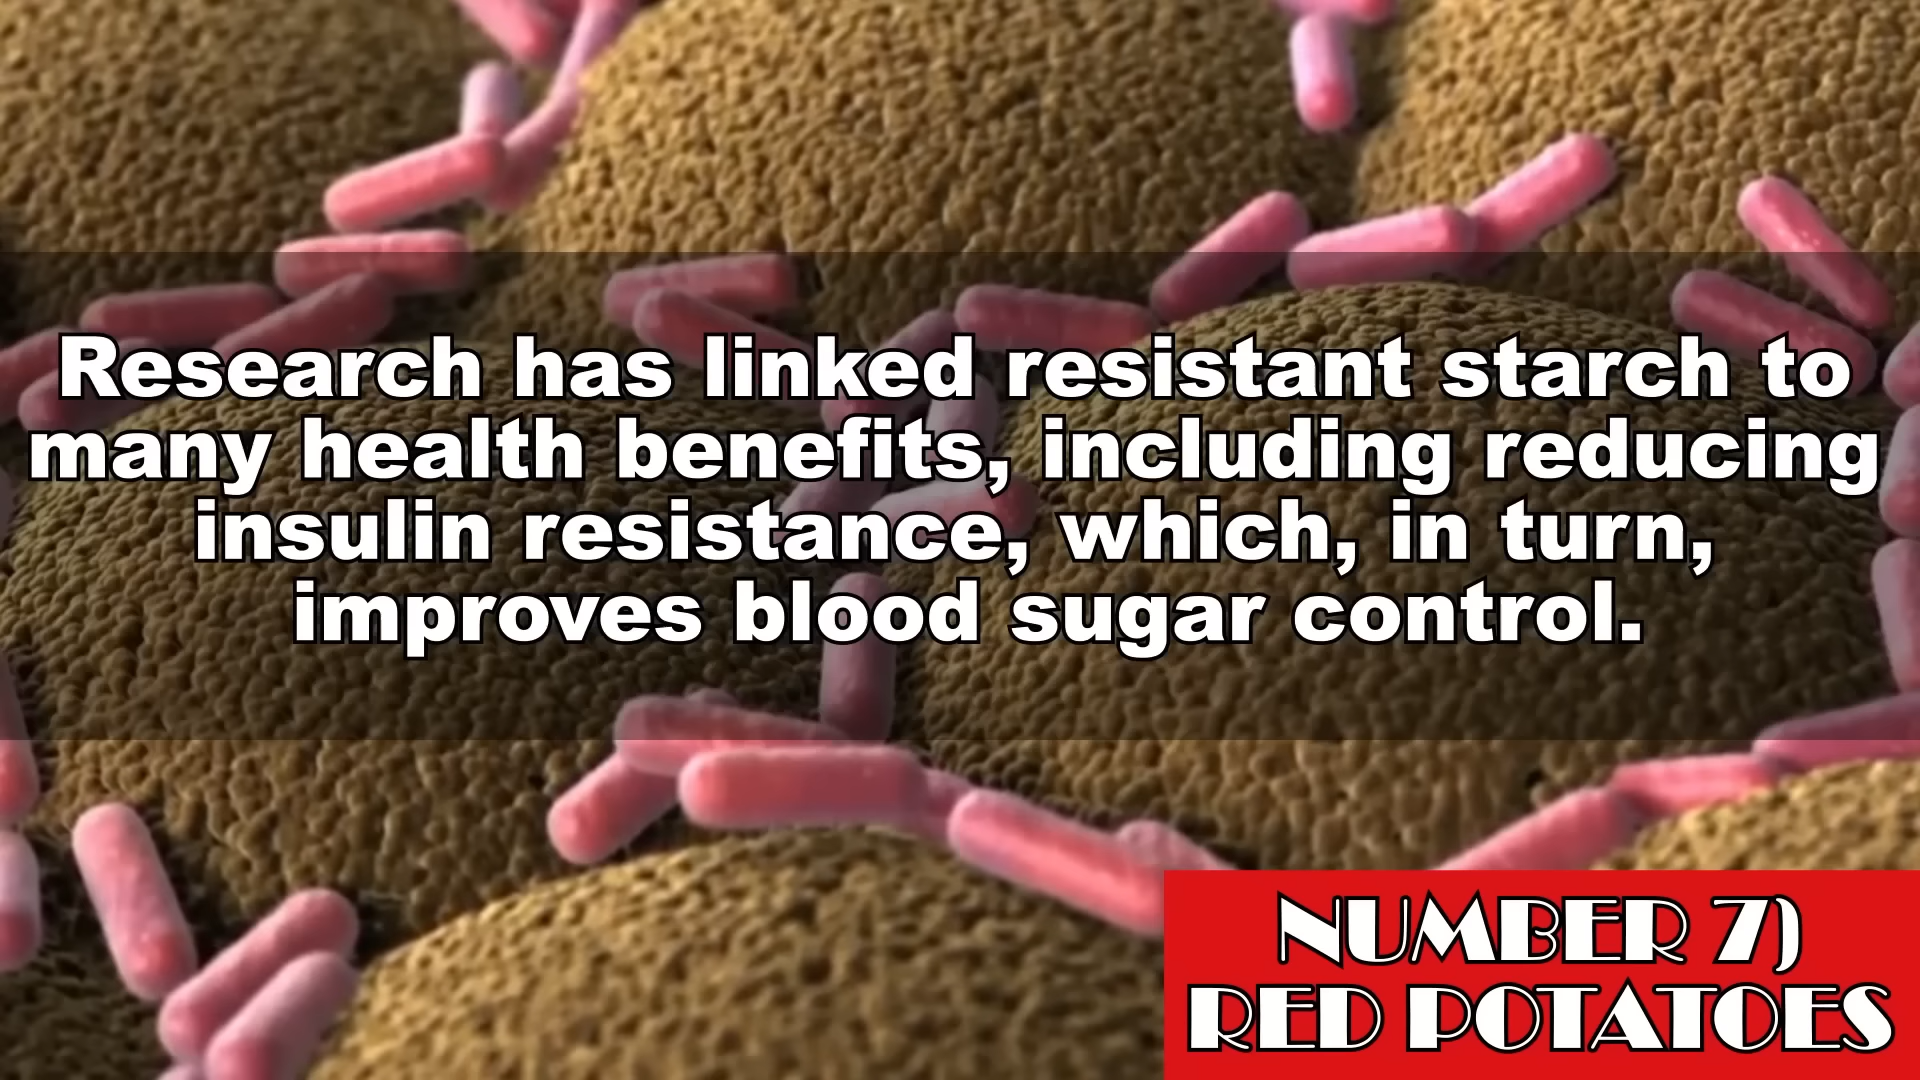 Research has linked resistant starch to
many health benefits, including reducing
insulin resistance, which, in turn,
improves blood sugar control.
NUMBER 7)
RED POTATOES